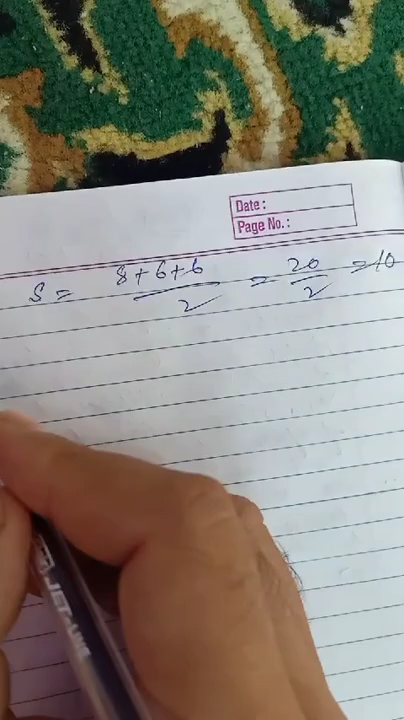 Date :
Page No. :
S = 8+6+6/2 = 20/2 = 10